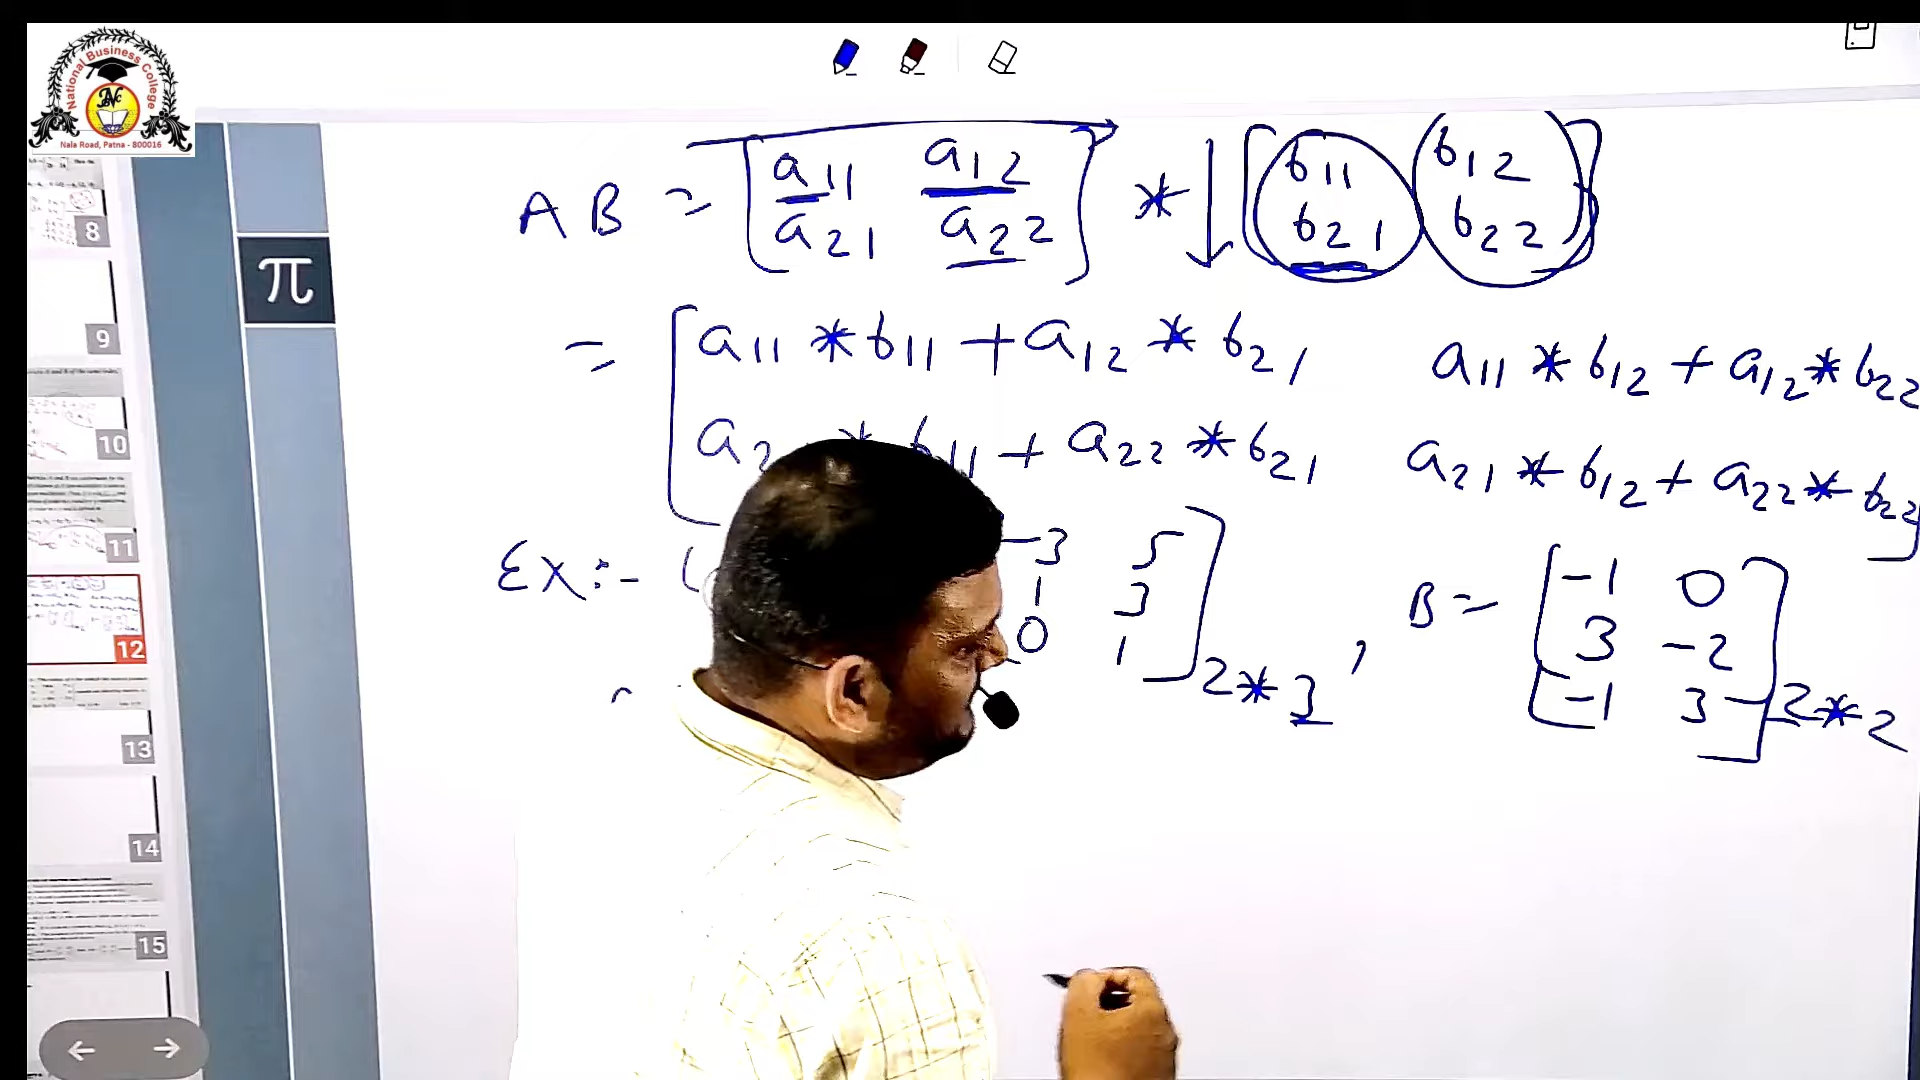 National Business College
NBC
Nala Road, Patna - 800016
π
8
9
10
11
12
13
14
15
AB = [a11 a12 * [b11 b12
a21 a22] b21 b22]
= [a11 * b11 + a12 * b21 a11 * b12 + a12 * b22
a2 * b11 + a22 * b21 a21 * b12 + a22 * b22]
Ex:- -3 5
1 3
0 1] 2*3 , B = [-1 0
3 -2
-1 3] 2*2